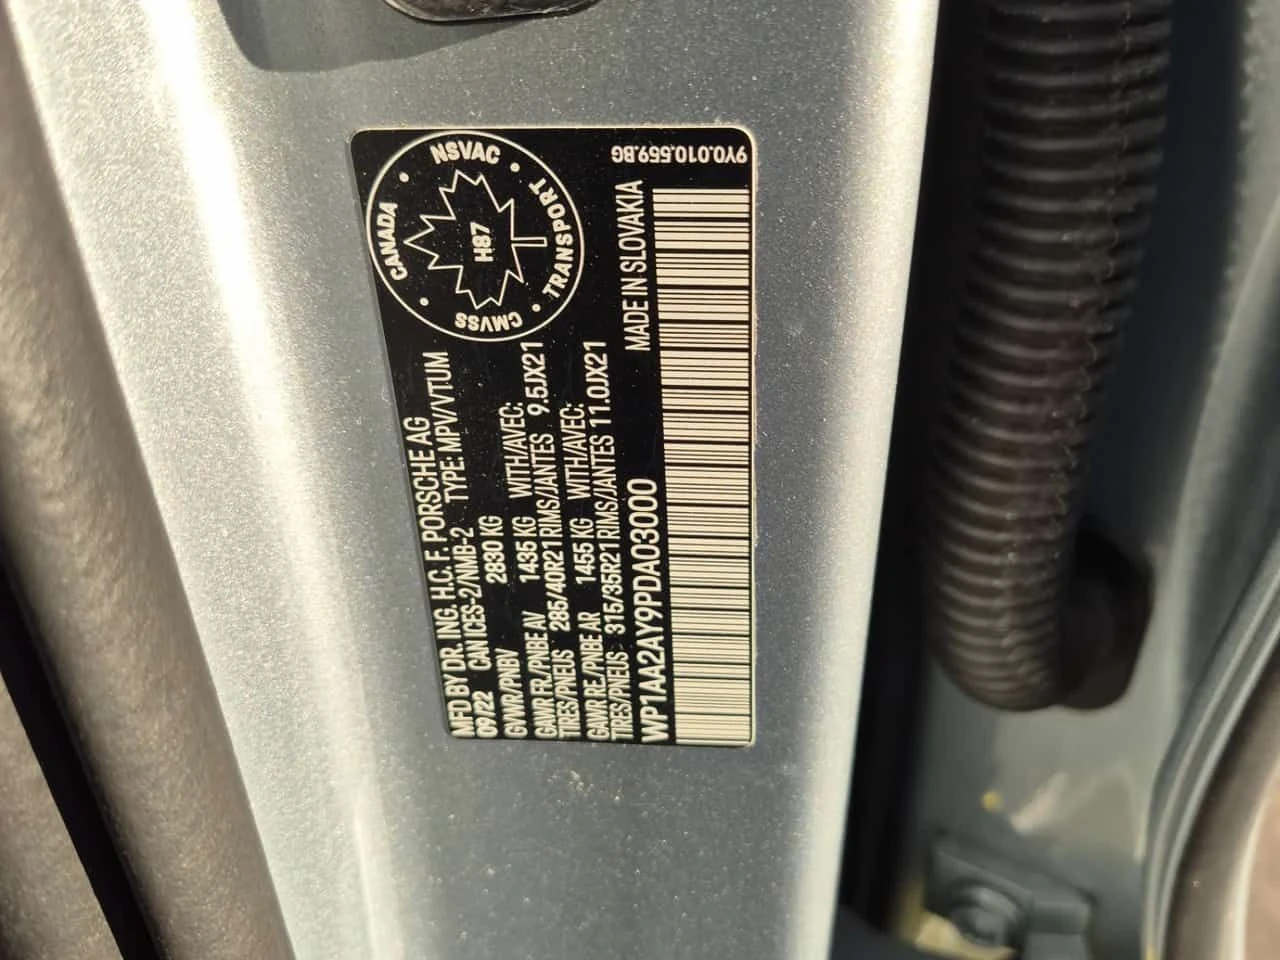 MFD BY DR. ING. H.C. F. PORSCHE AG
09/22 CAN ICES-2/NMB-2 TYPE: MPV/VTUM
GVWR/PNBV 2830 KG
GAWR FR/PNBE AV 1435 KG WITH/AVEC:
TIRES/PNEUS 285/40R21 RIMS/JANTES 9.5JX21
GAWR RE/PNBE AR 1455 KG WITH/AVEC:
TIRES/PNEUS 315/35R21 RIMS/JANTES 11.0JX21
WP1AA2AY9PDA03000 MADE IN SLOVAKIA
CANADA • NSVAC • TRANSPORT • CMVSS •
H87
9Y0.010.559.BG